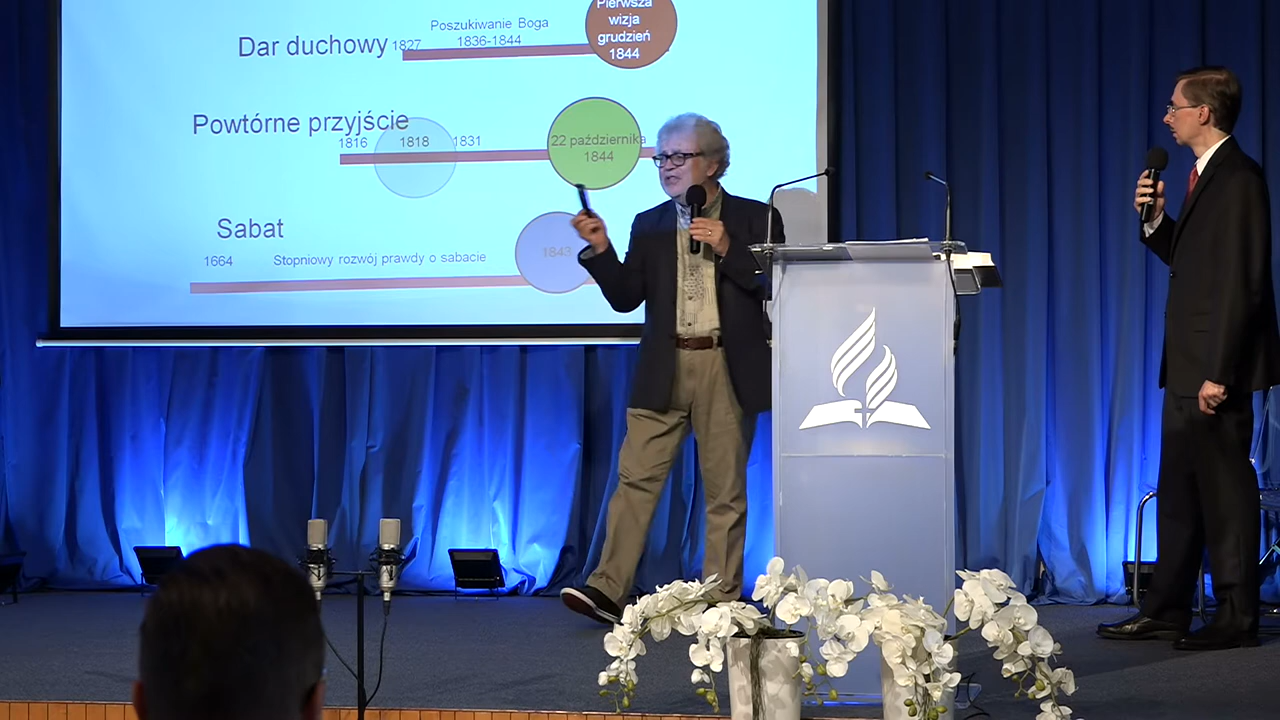 Pierwsza
wizja
grudzień
1844
Poszukiwanie Boga
1836-1844
Dar duchowy
1827
Powtórne przyjście
1816
1818
1831
22 października
1844
Sabat
1664
Stopniowy rozwój prawdy o sabacie
1843